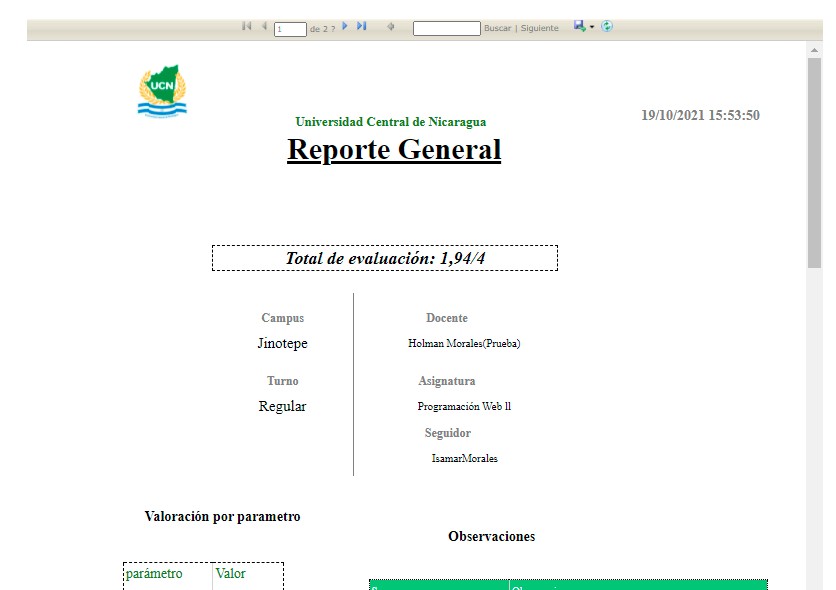 1 de 2 ? Buscar | Siguiente
UCN
19/10/2021 15:53:50
Universidad Central de Nicaragua
Reporte General
Total de evaluación: 1,94/4
Campus
Jinotepe
Turno
Regular
Docente
Holman Morales(Prueba)
Asignatura
Programación Web ll
Seguidor
IsamarMorales
Valoración por parametro
Observaciones
parámetro Valor